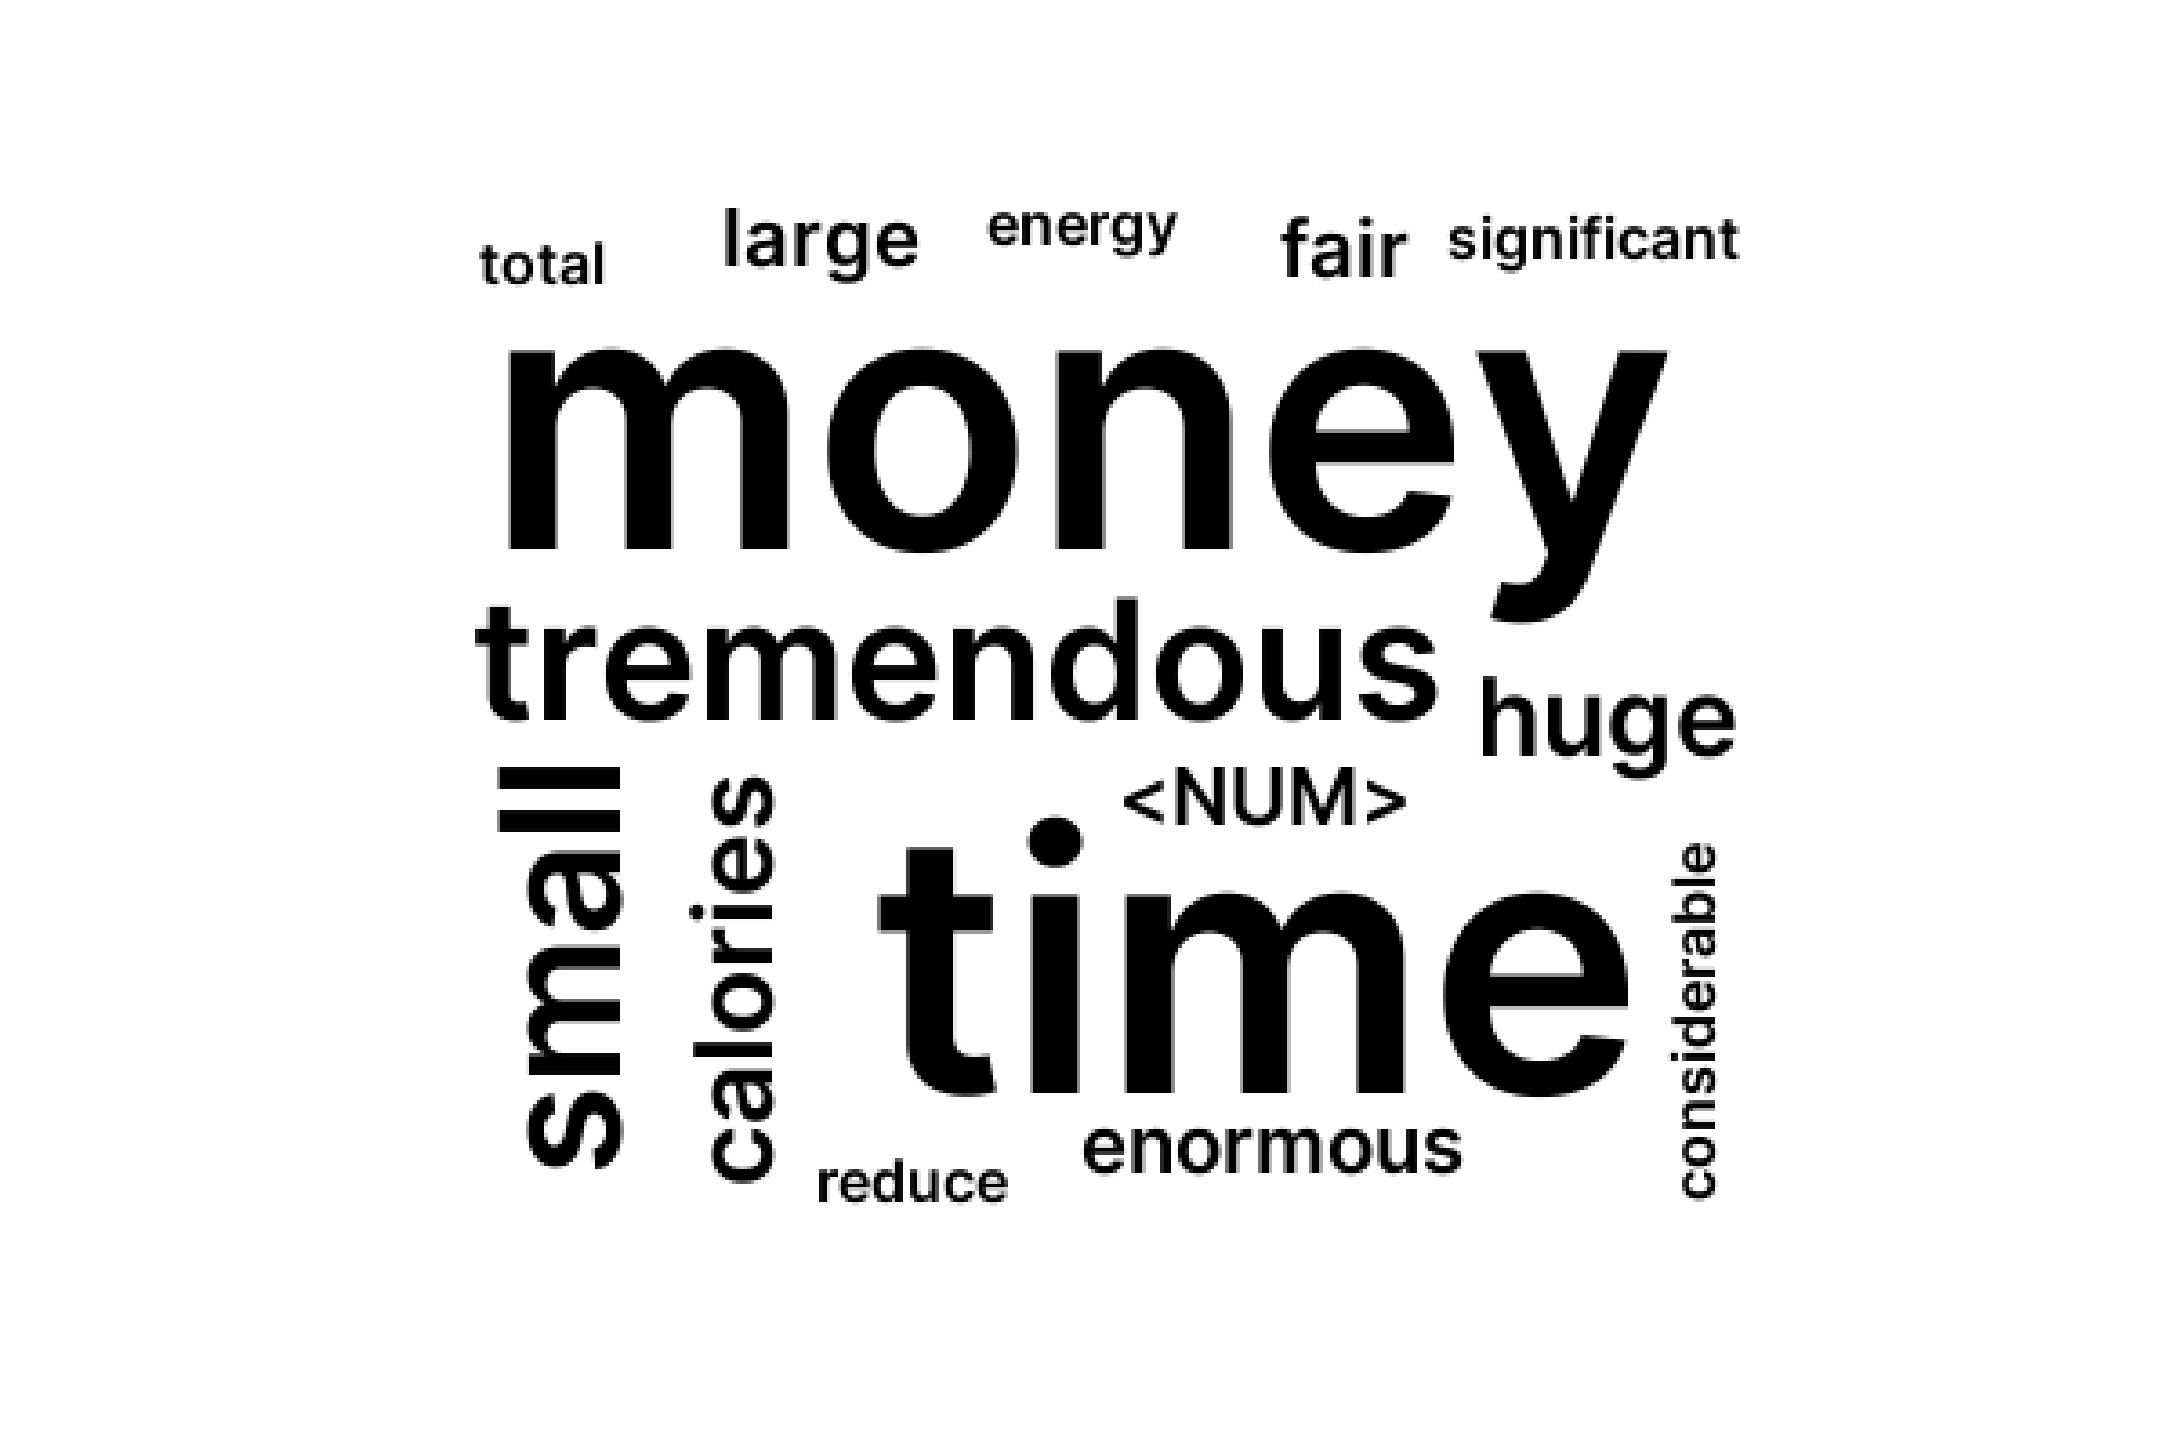 total large energy fair significant
money
tremendous
huge
small
calories
<NUM>
time
considerable
enormous
reduce